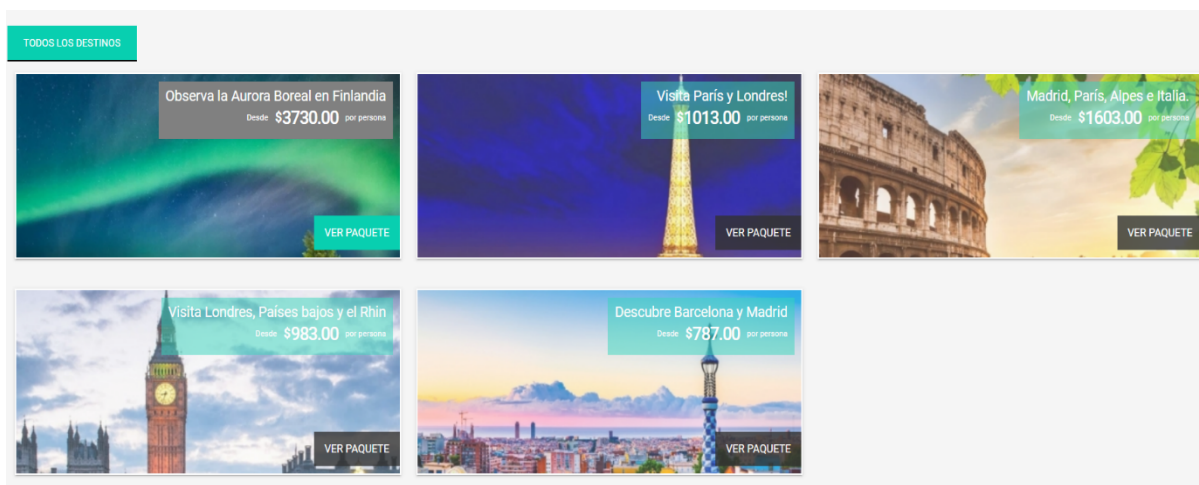 TODOS LOS DESTINOS
Observa la Aurora Boreal en Finlandia
Desde $3730.00 por persona
VER PAQUETE
Visita París y Londres!
Desde $1013.00 por persona
VER PAQUETE
Madrid, París, Alpes e Italia.
Desde $1603.00 por persona
VER PAQUETE
Visita Londres, Países bajos y el Rhin
Desde $983.00 por persona
VER PAQUETE
Descubre Barcelona y Madrid
Desde $787.00 por persona
VER PAQUETE